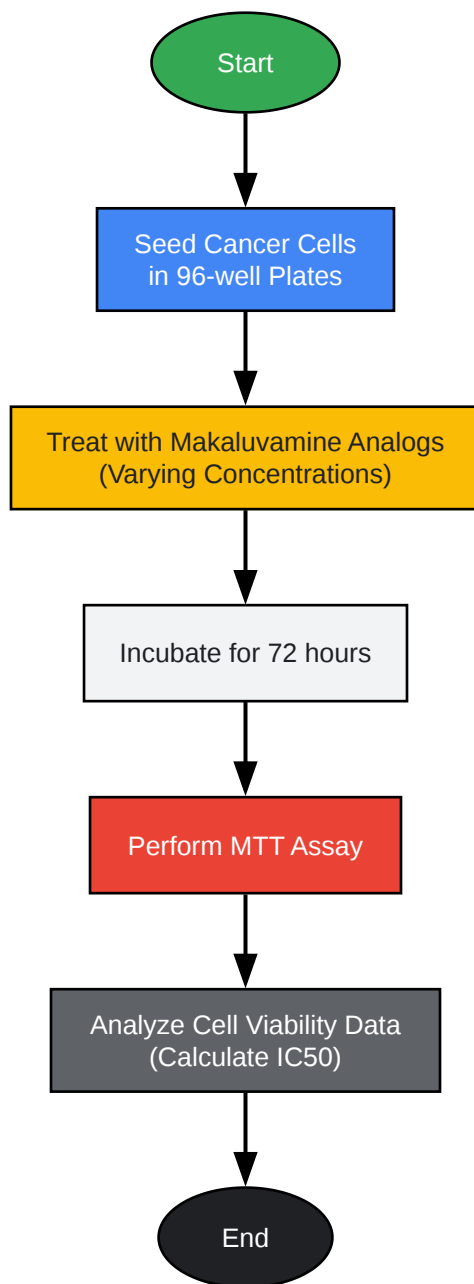 Start
Seed Cancer Cells
in 96-well Plates
Treat with Makaluvamine Analogs
(Varying Concentrations)
Incubate for 72 hours
Perform MTT Assay
Analyze Cell Viability Data
(Calculate IC50)
End